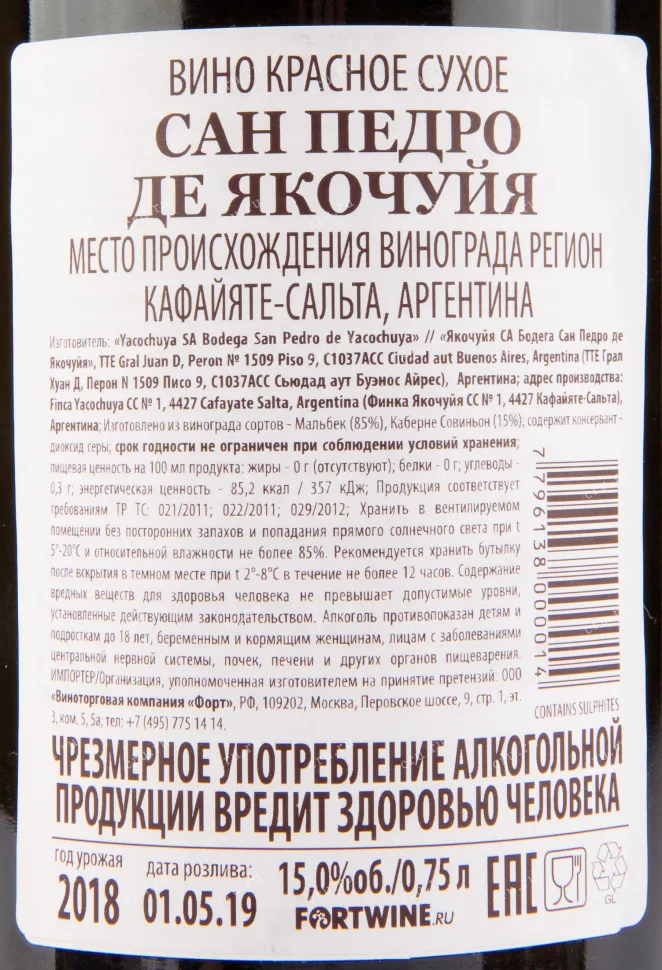 ВИНО КРАСНОЕ СУХОЕ
САН ПЕДРО
ДЕ ЯКОЧУЙЯ
МЕСТО ПРОИСХОЖДЕНИЯ ВИНОГРАДА РЕГИОН
КАФАЙЯТЕ-САЛЬТА, АРГЕНТИНА
Изготовитель: «Yacochuya SA Bodega San Pedro de Yacochuya» // «Якочуйя СА Бодега Сан Педро де
Якочуйя», TTE Gral Juan D, Peron № 1509 Piso 9, C1037ACC Ciudad aut Buenos Aires, Argentina (ТТЕ Грал
Хуан Д, Перон N 1509 Писо 9, C1037ACC Сьюдад аут Буэнос Айрес), Аргентина; адрес производства:
Finca Yacochuya CC № 1, 4427 Cafayate Salta, Argentina (Финка Якочуйя СС № 1, 4427 Кафайяте-Сальта),
Аргентина; Изготовлено из винограда сортов - Мальбек (85%), Каберне Совиньон (15%); содержит консервант -
диоксид серы; срок годности не ограничен при соблюдении условий хранения;
пищевая ценность на 100 мл продукта: жиры - 0 г (отсутствуют); белки - 0 г; углеводы -
0,3 г; энергетическая ценность - 85,2 ккал / 357 кДж; Продукция соответствует
требованиям ТР ТС: 021/2011; 022/2011; 029/2012; Хранить в вентилируемом
помещении без посторонних запахов и попадания прямого солнечного света при t
5°-20°С и относительной влажности не более 85%. Рекомендуется хранить бутылку
после вскрытия в темном месте при t 2°-8°С в течение не более 12 часов. Содержание
вредных веществ для здоровья человека не превышает допустимые уровни,
установленные действующим законодательством. Алкоголь противопоказан детям и
подросткам до 18 лет, беременным и кормящим женщинам, лицам с заболеваниями
центральной нервной системы, почек, печени и других органов пищеварения.
ИМПОРТЕР/Организация, уполномоченная изготовителем на принятие претензий: ООО
«Виноторговая компания «Форт», РФ, 109202, Москва, Перовское шоссе, 9, стр. 1, эт.
3, ком. 5, 5а; тел: +7 (495) 775 14 14.
7 796138 000014
CONTAINS SULPHITES
ЧРЕЗМЕРНОЕ УПОТРЕБЛЕНИЕ АЛКОГОЛЬНОЙ
ПРОДУКЦИИ ВРЕДИТ ЗДОРОВЬЮ ЧЕЛОВЕКА
год урожая
2018
дата розлива:
01.05.19
15,0%об./0,75 л
FORTWINE.RU
EAC
GL